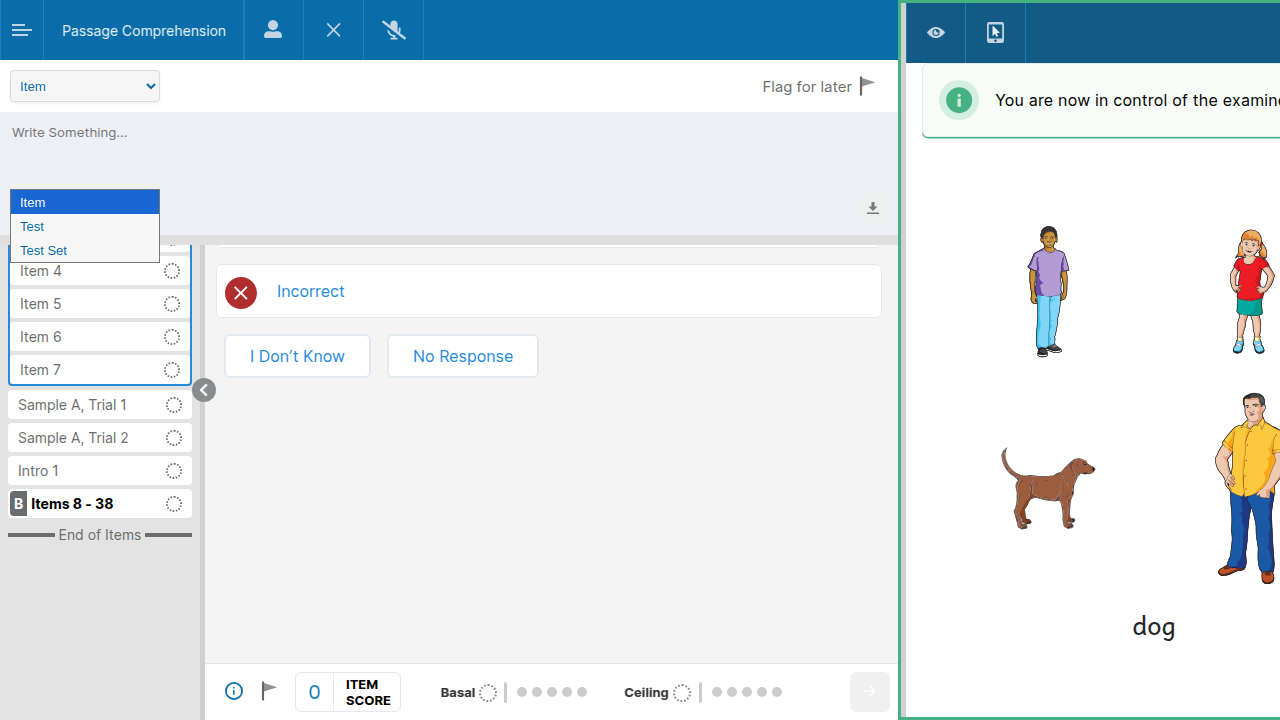 Passage Comprehension
Item
Flag for later
Write Something...
Item
Test
Test Set
Item 4
Item 5
Item 6
Item 7
Sample A, Trial 1
Sample A, Trial 2
Intro 1
B Items 8 - 38
End of Items
Incorrect
I Don’t Know
No Response
0
ITEM
SCORE
Basal
Ceiling
You are now in control of the examine
dog